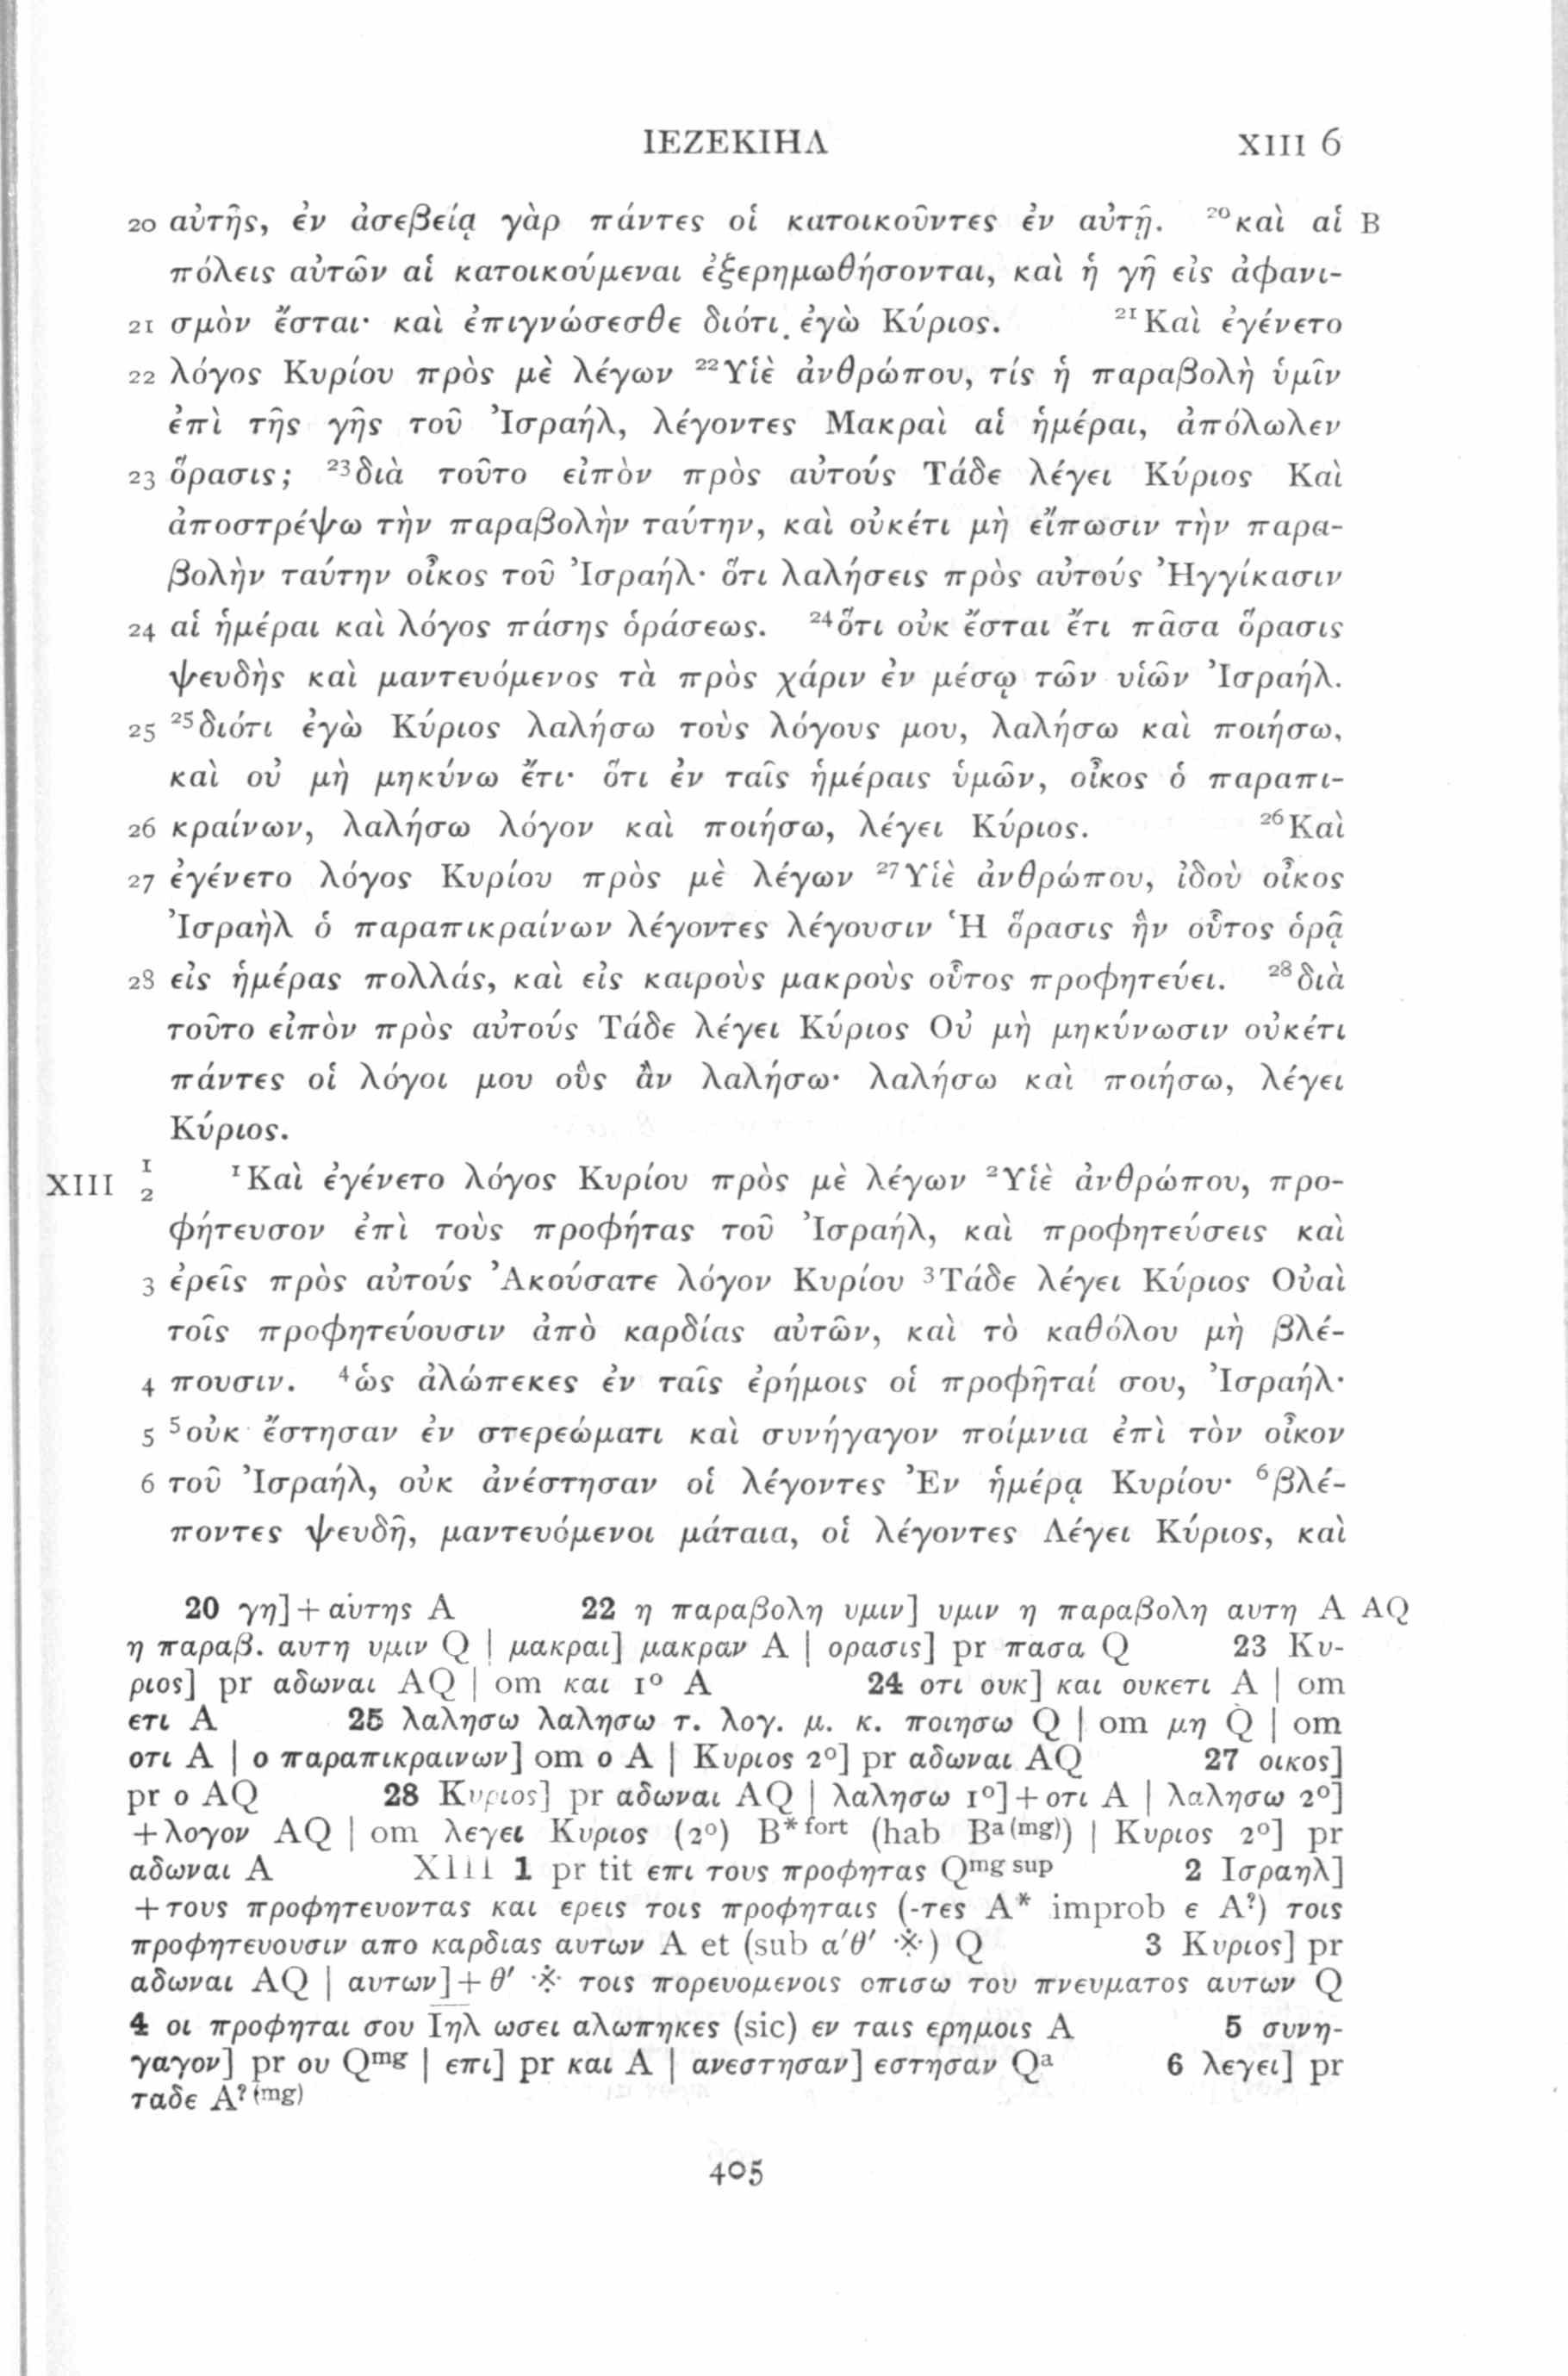 ΙΕΖΕΚΙΗΛ XIII 6
20 αὐτῆς, ἐν ἀσεβείᾳ γὰρ πάντες οἱ κατοικοῦντες ἐν αὐτῇ. ²⁰καὶ αἱ B
πόλεις αὐτῶν αἱ κατοικούμεναι ἐξερημωθήσονται, καὶ ἡ γῆ εἰς ἀφανι-
21 σμὸν ἔσται· καὶ ἐπιγνώσεσθε διότι ἐγὼ Κύριος. ²¹Καὶ ἐγένετο
22 λόγος Κυρίου πρὸς μὲ λέγων ²²Υἱὲ ἀνθρώπου, τίς ἡ παραβολὴ ὑμῖν
ἐπὶ τῆς γῆς τοῦ Ἰσραήλ, λέγοντες Μακραὶ αἱ ἡμέραι, ἀπόλωλεν
23 ὅρασις; ²³διὰ τοῦτο εἰπὸν πρὸς αὐτούς Τάδε λέγει Κύριος Καὶ
ἀποστρέψω τὴν παραβολὴν ταύτην, καὶ οὐκέτι μὴ εἴπωσιν τὴν παρα-
βολὴν ταύτην οἶκος τοῦ Ἰσραήλ· ὅτι λαλήσεις πρὸς αὐτούς Ἠγγίκασιν
24 αἱ ἡμέραι καὶ λόγος πάσης ὁράσεως. ²⁴ὅτι οὐκ ἔσται ἔτι πᾶσα ὅρασις
ψευδὴς καὶ μαντευόμενος τὰ πρὸς χάριν ἐν μέσῳ τῶν υἱῶν Ἰσραήλ.
25 ²⁵διότι ἐγὼ Κύριος λαλήσω τοὺς λόγους μου, λαλήσω καὶ ποιήσω,
καὶ οὐ μὴ μηκύνω ἔτι· ὅτι ἐν ταῖς ἡμέραις ὑμῶν, οἶκος ὁ παραπι-
26 κραίνων, λαλήσω λόγον καὶ ποιήσω, λέγει Κύριος. ²⁶Καὶ
27 ἐγένετο λόγος Κυρίου πρὸς μὲ λέγων ²⁷Υἱὲ ἀνθρώπου, ἰδοὺ οἶκος
Ἰσραὴλ ὁ παραπικραίνων λέγοντες λέγουσιν Ἡ ὅρασις ἣν οὗτος ὁρᾷ
28 εἰς ἡμέρας πολλάς, καὶ εἰς καιροὺς μακροὺς οὗτος προφητεύει. ²⁸διὰ
τοῦτο εἰπὸν πρὸς αὐτούς Τάδε λέγει Κύριος Οὐ μὴ μηκύνωσιν οὐκέτι
πάντες οἱ λόγοι μου οὓς ἂν λαλήσω· λαλήσω καὶ ποιήσω, λέγει
Κύριος.
XIII 1 2 ¹Καὶ ἐγένετο λόγος Κυρίου πρὸς μὲ λέγων ²Υἱὲ ἀνθρώπου, προ-
φήτευσον ἐπὶ τοὺς προφήτας τοῦ Ἰσραήλ, καὶ προφητεύσεις καὶ
3 ἐρεῖς πρὸς αὐτούς Ἀκούσατε λόγον Κυρίου ³Τάδε λέγει Κύριος Οὐαὶ
τοῖς προφητεύουσιν ἀπὸ καρδίας αὐτῶν, καὶ τὸ καθόλου μὴ βλέ-
4 πουσιν. ⁴ὡς ἀλώπεκες ἐν ταῖς ἐρήμοις οἱ προφῆταί σου, Ἰσραήλ·
5 ⁵οὐκ ἔστησαν ἐν στερεώματι καὶ συνήγαγον ποίμνια ἐπὶ τὸν οἶκον
6 τοῦ Ἰσραήλ, οὐκ ἀνέστησαν οἱ λέγοντες Ἐν ἡμέρᾳ Κυρίου· ⁶βλέ-
ποντες ψευδῆ, μαντευόμενοι μάταια, οἱ λέγοντες Λέγει Κύριος, καὶ
20 γη]+αυτης A 22 η παραβολη υμιν] υμιν η παραβολη αυτη A AQ
η παραβ. αυτη υμιν Q | μακραι] μακραν A | ορασις] pr πασα Q 23 Κυ-
ριος] pr αδωναι AQ | om και 1° A 24 οτι ουκ] και ουκετι A | om
ετι A 25 λαλησω λαλησω τ. λογ. μ. κ. ποιησω Q | om μη Q | om
οτι A | ο παραπικραινων] om ο A | Κυριος 2°] pr αδωναι AQ 27 οικος]
pr ο AQ 28 Κυριος] pr αδωναι AQ | λαλησω 1°]+οτι A | λαλησω 2°]
+λογον AQ | om λεγει Κυριος (2°) B* fort (hab Bᵃ⁽ᵐᵍ⁾) | Κυριος 2°] pr
αδωναι A XIII 1 pr tit επι τους προφητας Qᵐᵍ ˢᵘᵖ 2 Ισραηλ]
+τους προφητευοντας και ερεις τοις προφηταις (-τες A* improb ε A?) τοις
προφητευουσιν απο καρδιας αυτων A et (sub α′θ′ ※) Q 3 Κυριος] pr
αδωναι AQ | αυτων]+θ′ ※ τοις πορευομενοις οπισω του πνευματος αυτων Q
4 οι προφηται σου Ιηλ ωσει αλωπηκες (sic) εν ταις ερημοις A 5 συνη-
γαγον] pr ου Qᵐᵍ | επι] pr και A | ανεστησαν] εστησαν Qᵃ 6 λεγει] pr
ταδε A?⁽ᵐᵍ⁾
405